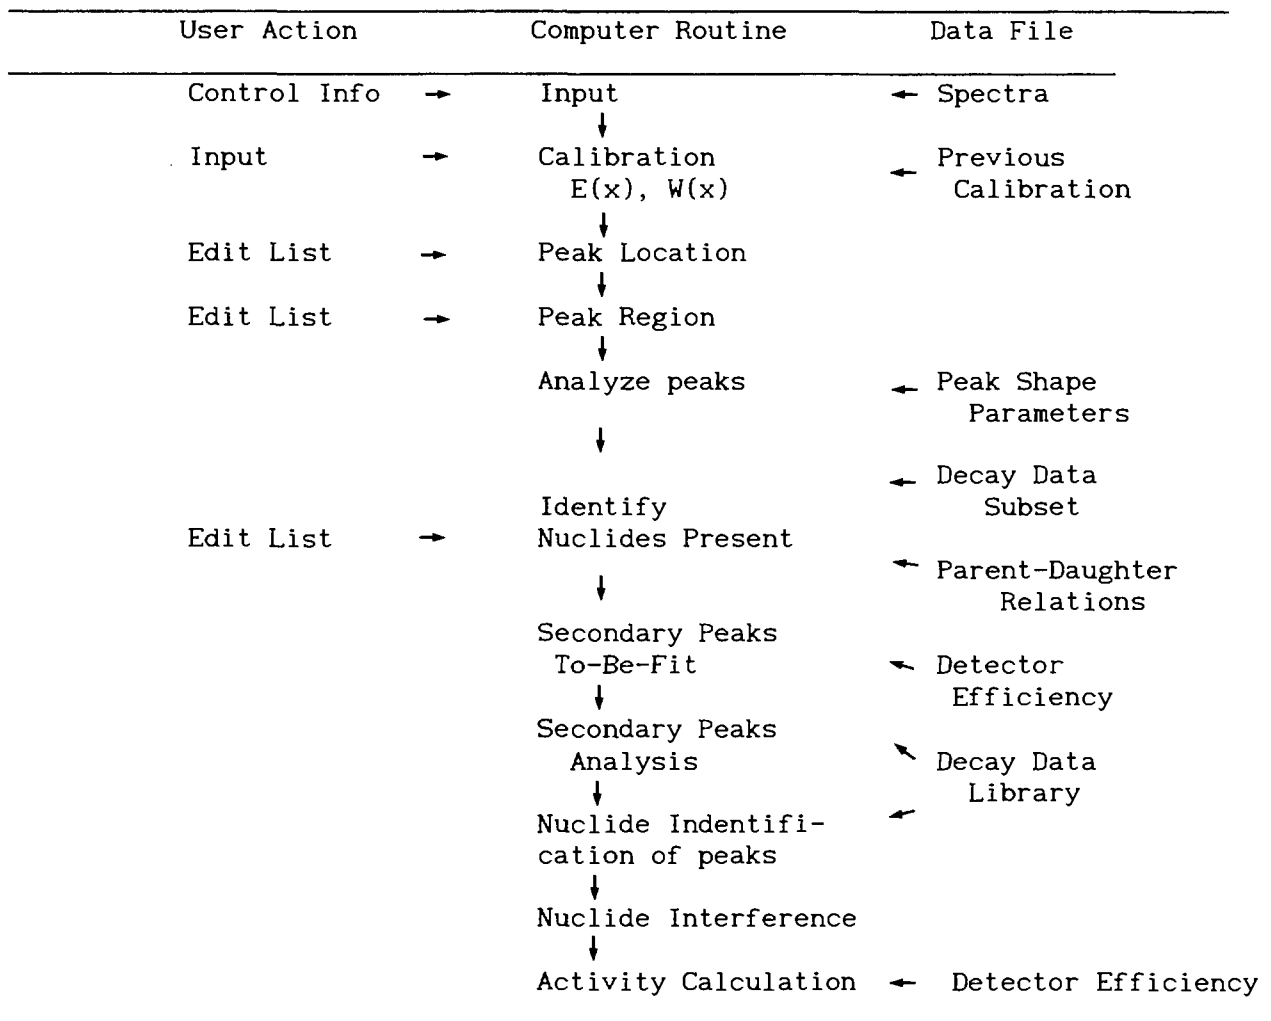 User Action Computer Routine Data File
Control Info → Input ← Spectra
↓
Input → Calibration ← Previous
E(x), W(x) Calibration
↓
Edit List → Peak Location
↓
Edit List → Peak Region
↓
Analyze peaks ← Peak Shape
Parameters
↓
← Decay Data
Identify Subset
Edit List → Nuclides Present
← Parent-Daughter
↓ Relations
Secondary Peaks
To-Be-Fit ← Detector
↓ Efficiency
Secondary Peaks
Analysis ↖ Decay Data
↓ Library
Nuclide Indentifi- ←
cation of peaks
↓
Nuclide Interference
↓
Activity Calculation ← Detector Efficiency